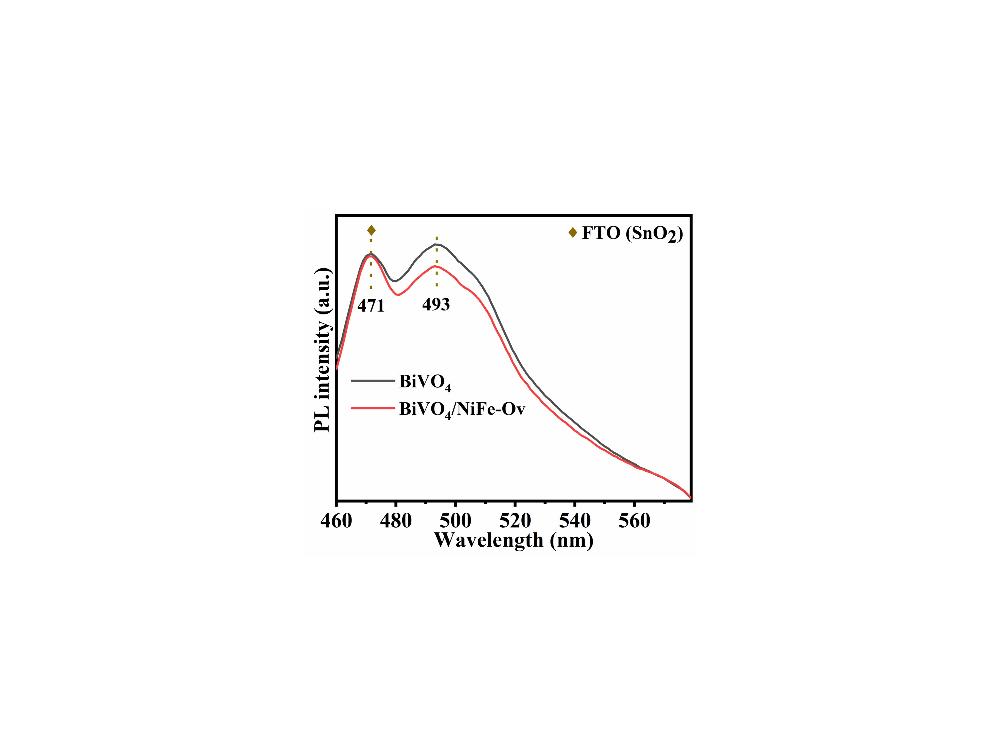 FTO (SnO2)
471
493
PL intensity (a.u.)
BiVO4
BiVO4/NiFe-Ov
460 480 500 520 540 560
Wavelength (nm)